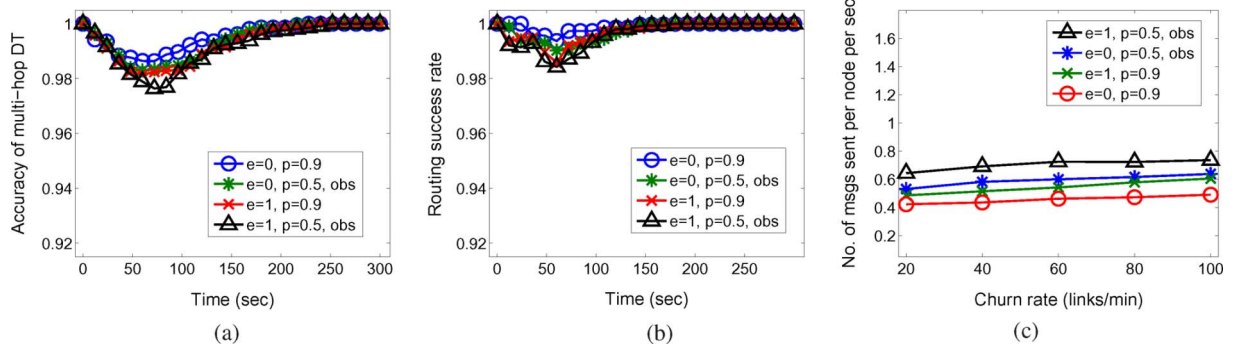 Accuracy of multi-hop DT
1
0.98
0.96
0.94
0.92
e=0, p=0.9
e=0, p=0.5, obs
e=1, p=0.9
e=1, p=0.5, obs
0 50 100 150 200 250 300
Time (sec)
(a)
Routing success rate
1
0.98
0.96
0.94
0.92
e=0, p=0.9
e=0, p=0.5, obs
e=1, p=0.9
e=1, p=0.5, obs
0 50 100 150 200 250
Time (sec)
(b)
No. of msgs sent per node per sec
1.6
1.4
1.2
1
0.8
0.6
0.4
0.2
e=1, p=0.5, obs
e=0, p=0.5, obs
e=1, p=0.9
e=0, p=0.9
20 40 60 80 100
Churn rate (links/min)
(c)